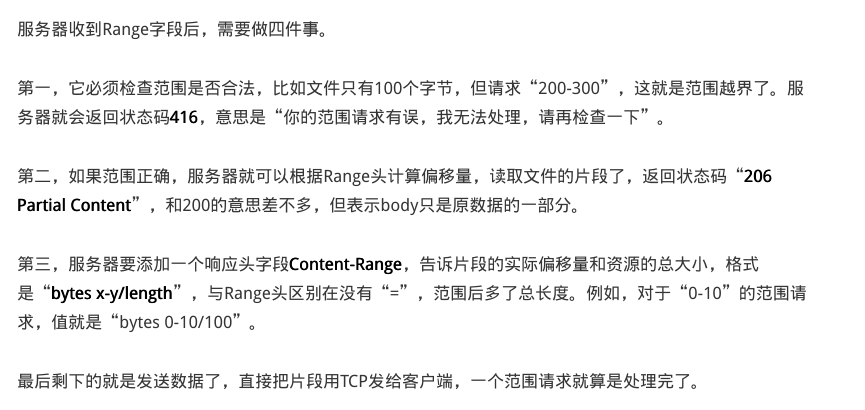 服务器收到Range字段后，需要做四件事。
第一，它必须检查范围是否合法，比如文件只有100个字节，但请求“200-300”，这就是范围越界了。服
务器就会返回状态码416，意思是“你的范围请求有误，我无法处理，请再检查一下”。
第二，如果范围正确，服务器就可以根据Range头计算偏移量，读取文件的片段了，返回状态码“206
Partial Content”，和200的意思差不多，但表示body只是原数据的一部分。
第三，服务器要添加一个响应头字段Content-Range，告诉片段的实际偏移量和资源的总大小，格式
是“bytes x-y/length”，与Range头区别在没有“=”，范围后多了总长度。例如，对于“0-10”的范围请
求，值就是“bytes 0-10/100”。
最后剩下的就是发送数据了，直接把片段用TCP发给客户端，一个范围请求就算是处理完了。